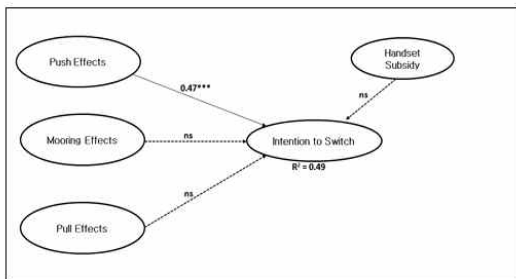 Push Effects
Handset
Subsidy
0.47***
ns
Mooring Effects
ns
Intention to Switch
R² = 0.49
ns
Pull Effects